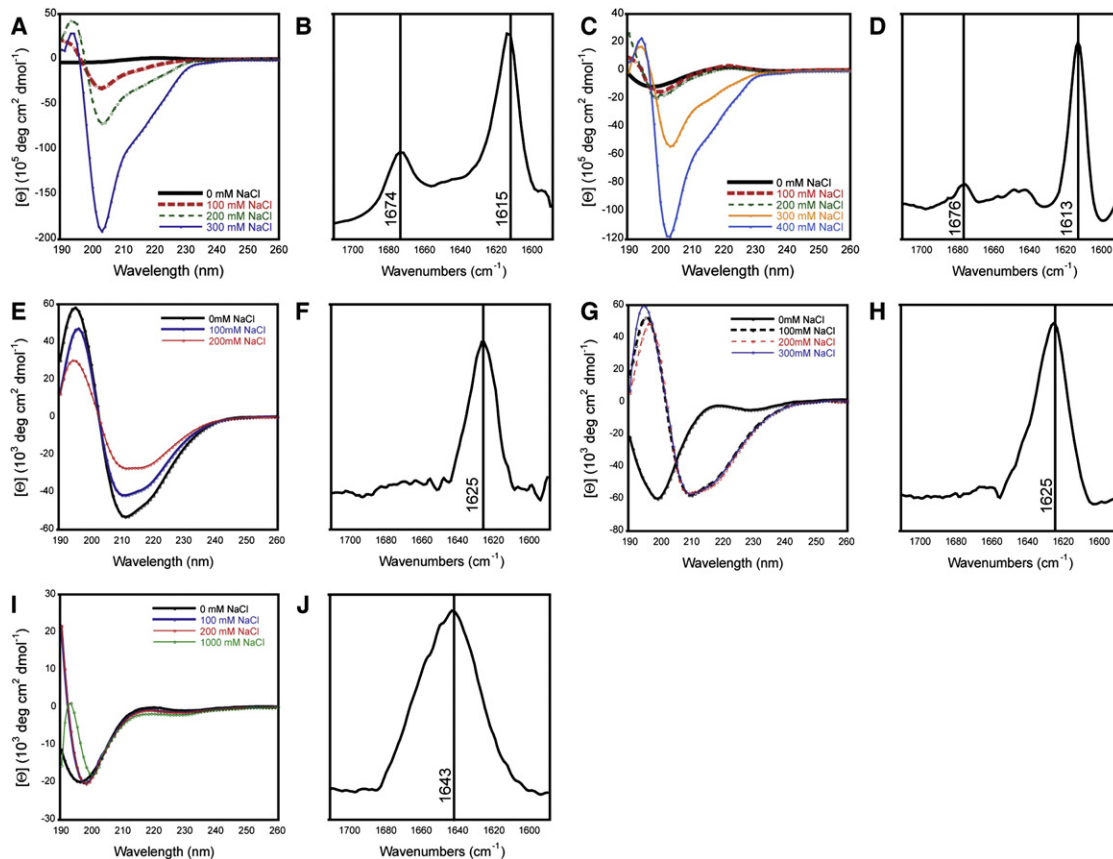 A
[Θ] (10⁵ deg cm² dmol⁻¹)
50
0
-50
-100
-150
-200
0 mM NaCl
100 mM NaCl
200 mM NaCl
300 mM NaCl
190 200 210 220 230 240 250 260
Wavelength (nm)
B
1674
1615
1700 1680 1660 1640 1620 1600
Wavenumbers (cm⁻¹)
C
[Θ] (10⁵ deg cm² dmol⁻¹)
40
20
0
-20
-40
-60
-80
-100
-120
0 mM NaCl
100 mM NaCl
200 mM NaCl
300 mM NaCl
400 mM NaCl
190 200 210 220 230 240 250 260
Wavelength (nm)
D
1676
1613
1700 1680 1660 1640 1620 1600
Wavenumbers (cm⁻¹)
E
[Θ] (10³ deg cm² dmol⁻¹)
60
40
20
0
-20
-40
-60
0mM NaCl
100mM NaCl
200mM NaCl
190 200 210 220 230 240 250 260
Wavelength (nm)
F
1625
1700 1680 1660 1640 1620 1600
Wavenumbers (cm⁻¹)
G
[Θ] (10³ deg cm² dmol⁻¹)
60
40
20
0
-20
-40
-60
-80
0mM NaCl
100mM NaCl
200mM NaCl
300mM NaCl
190 200 210 220 230 240 250 260
Wavelength (nm)
H
1625
1700 1680 1660 1640 1620 1600
Wavenumbers (cm⁻¹)
I
[Θ] (10³ deg cm² dmol⁻¹)
30
20
10
0
-10
-20
-30
0 mM NaCl
100 mM NaCl
200 mM NaCl
1000 mM NaCl
190 200 210 220 230 240 250 260
Wavelength (nm)
J
1643
1700 1680 1660 1640 1620 1600
Wavenumbers (cm⁻¹)